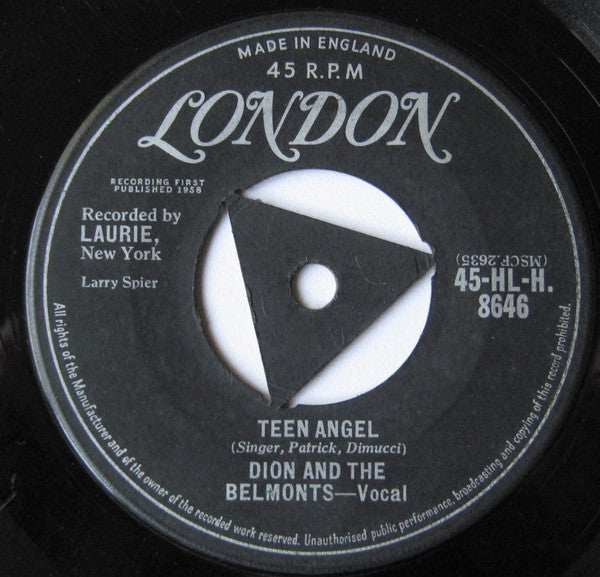 MADE IN ENGLAND
45 R.P.M
LONDON
RECORDING FIRST
PUBLISHED 1958
Recorded by
LAURIE,
New York
Larry Spier
(MSCF.2635)
45-HL-H.
8646
TEEN ANGEL
(Singer, Patrick, Dimucci)
DION AND THE
BELMONTS—Vocal
All rights of the Manufacturer and of the owner of the recorded work reserved. Unauthorised public performance, broadcasting and copying of this record prohibited.